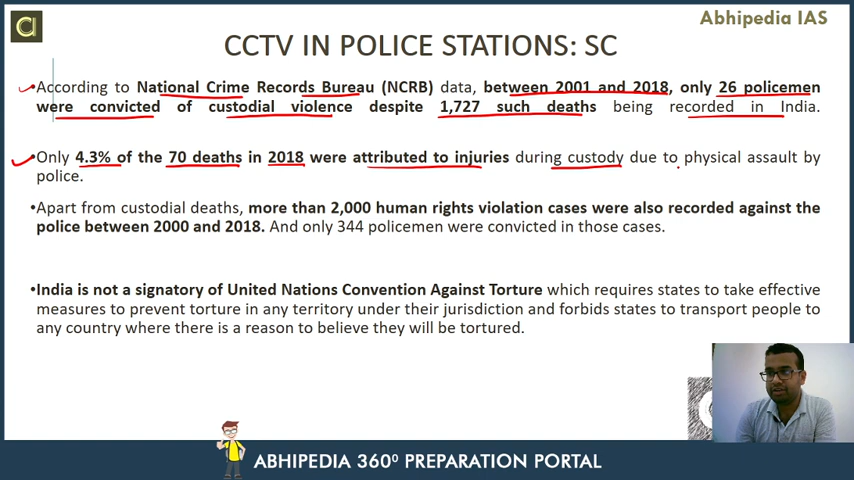 Abhipedia IAS
CCTV IN POLICE STATIONS: SC
•According to National Crime Records Bureau (NCRB) data, between 2001 and 2018, only 26 policemen
were convicted of custodial violence despite 1,727 such deaths being recorded in India.
•Only 4.3% of the 70 deaths in 2018 were attributed to injuries during custody due to physical assault by
police.
•Apart from custodial deaths, more than 2,000 human rights violation cases were also recorded against the
police between 2000 and 2018. And only 344 policemen were convicted in those cases.
•India is not a signatory of United Nations Convention Against Torture which requires states to take effective
measures to prevent torture in any territory under their jurisdiction and forbids states to transport people to
any country where there is a reason to believe they will be tortured.
ABHIPEDIA 360⁰ PREPARATION PORTAL